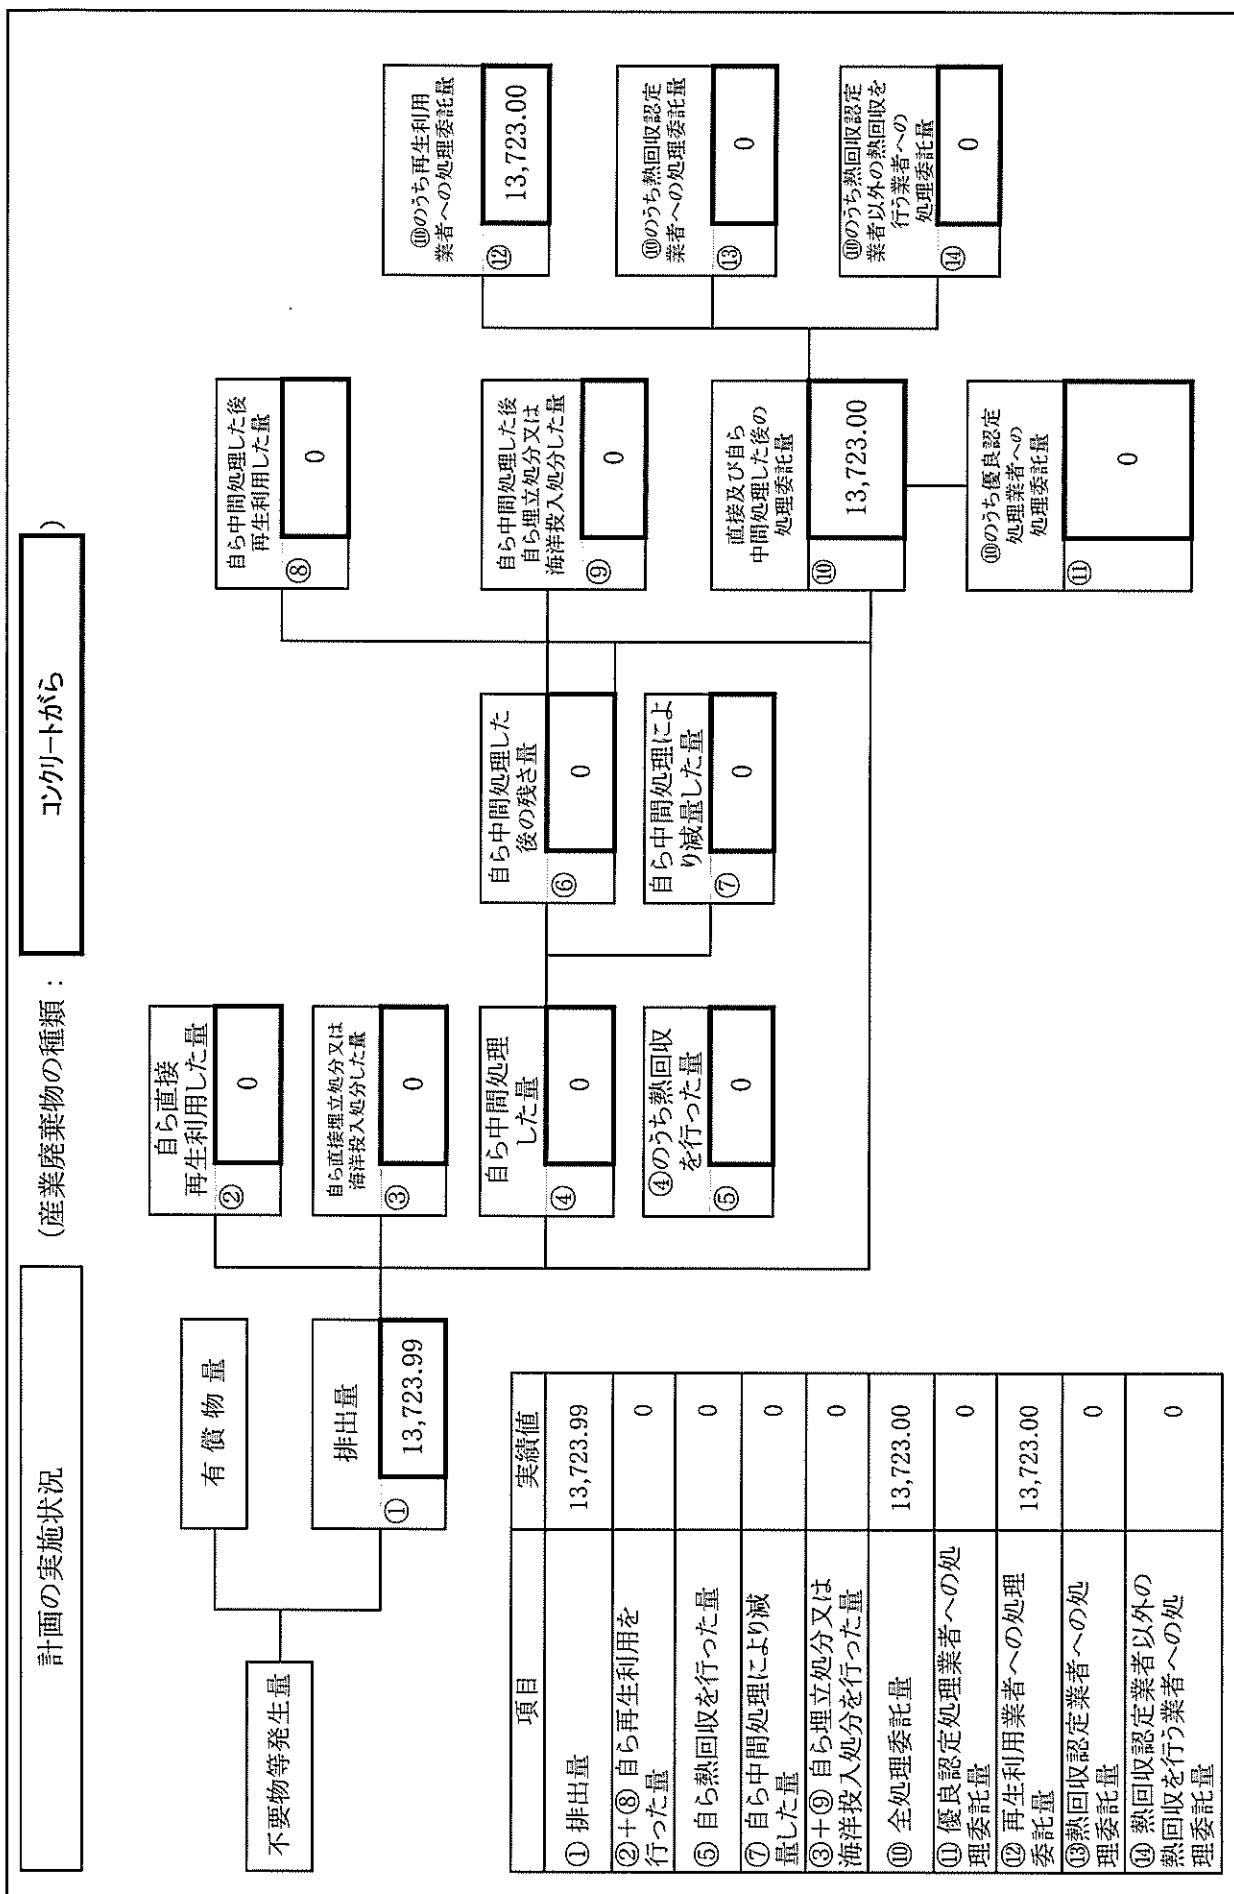 計画の実施状況
(産業廃棄物の種類：
コンクリートがら
)
不要物等発生量
有償物量
排出量
①
13,723.99
自ら直接
再生利用した量
②
0
自ら直接埋立処分又は
海洋投入処分した量
③
0
自ら中間処理
した量
④
0
④のうち熱回収
を行った量
⑤
0
自ら中間処理した
後の残さ量
⑥
0
自ら中間処理によ
り減量した量
⑦
0
自ら中間処理した後
再生利用した量
⑧
0
自ら中間処理した後
自ら埋立処分又は
海洋投入処分した量
⑨
0
直接及び自ら
中間処理した後の
処理委託量
⑩
13,723.00
⑩のうち優良認定
処理業者への
処理委託量
⑪
0
⑩のうち再生利用
業者への処理委託量
⑫
13,723.00
⑩のうち熱回収認定
業者への処理委託量
⑬
0
⑩のうち熱回収認定
業者以外の熱回収を
行う業者への
処理委託量
⑭
0
項目
実績値
① 排出量
13,723.99
②＋⑧ 自ら再生利用を
行った量
0
⑤ 自ら熱回収を行った量
0
⑦ 自ら中間処理により減
量した量
0
③＋⑨ 自ら埋立処分又は
海洋投入処分を行った量
0
⑩ 全処理委託量
13,723.00
⑪ 優良認定処理業者への処
理委託量
0
⑫ 再生利用業者への処理
委託量
13,723.00
⑬熱回収認定業者への処
理委託量
0
⑭ 熱回収認定業者以外の
熱回収を行う業者への処
理委託量
0